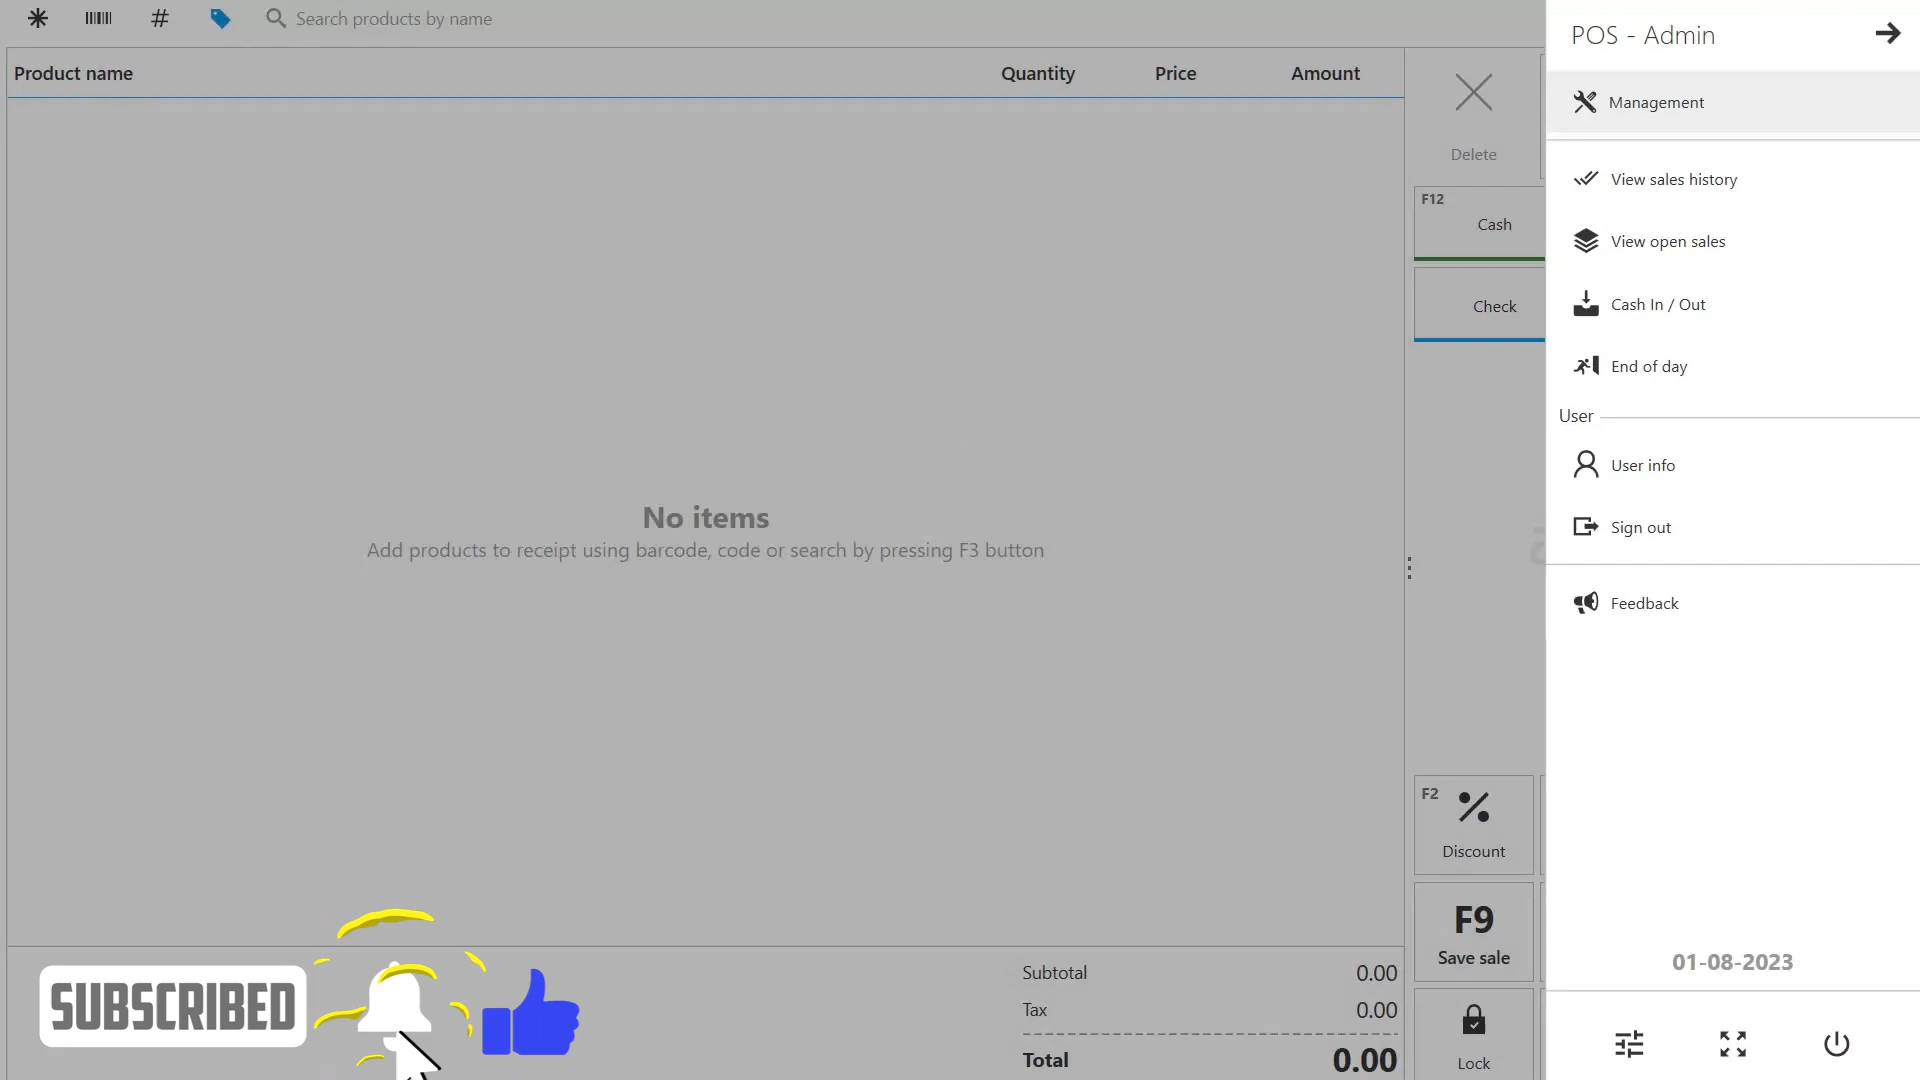 # Search products by name
Product name Quantity Price Amount
No items
Add products to receipt using barcode, code or search by pressing F3 button
Subtotal 0.00
Tax 0.00
Total 0.00
Delete
F12
Cash
Check
F2
Discount
F9
Save sale
Lock
POS - Admin
Management
View sales history
View open sales
Cash In / Out
End of day
User
User info
Sign out
Feedback
01-08-2023
SUBSCRIBED